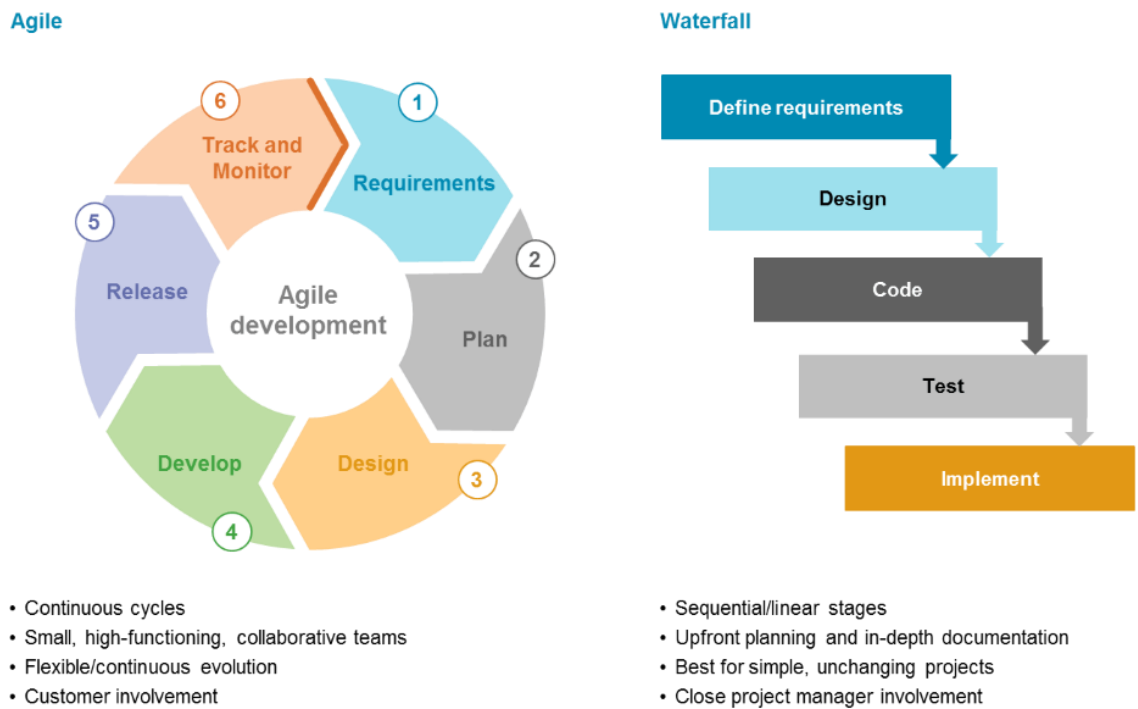 Agile
1
Requirements
2
Plan
3
Design
4
Develop
5
Release
6
Track and
Monitor
Agile
development
• Continuous cycles
• Small, high-functioning, collaborative teams
• Flexible/continuous evolution
• Customer involvement
Waterfall
Define requirements
Design
Code
Test
Implement
• Sequential/linear stages
• Upfront planning and in-depth documentation
• Best for simple, unchanging projects
• Close project manager involvement